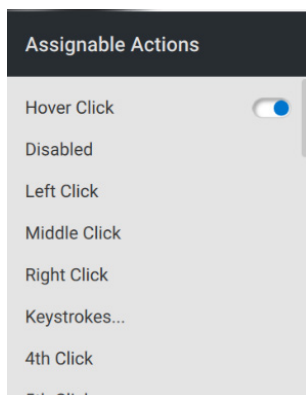 Assignable Actions
Hover Click
Disabled
Left Click
Middle Click
Right Click
Keystrokes...
4th Click